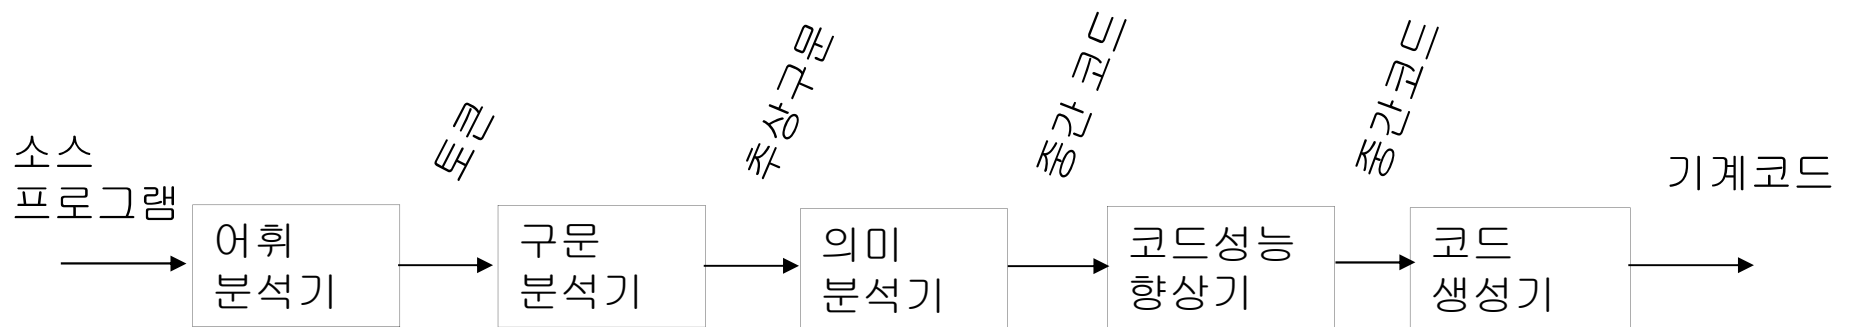 소스
프로그램
어휘
분석기
토큰
구문
분석기
추상구문
의미
분석기
중간 코드
코드성능
향상기
중간코드
코드
생성기
기계코드